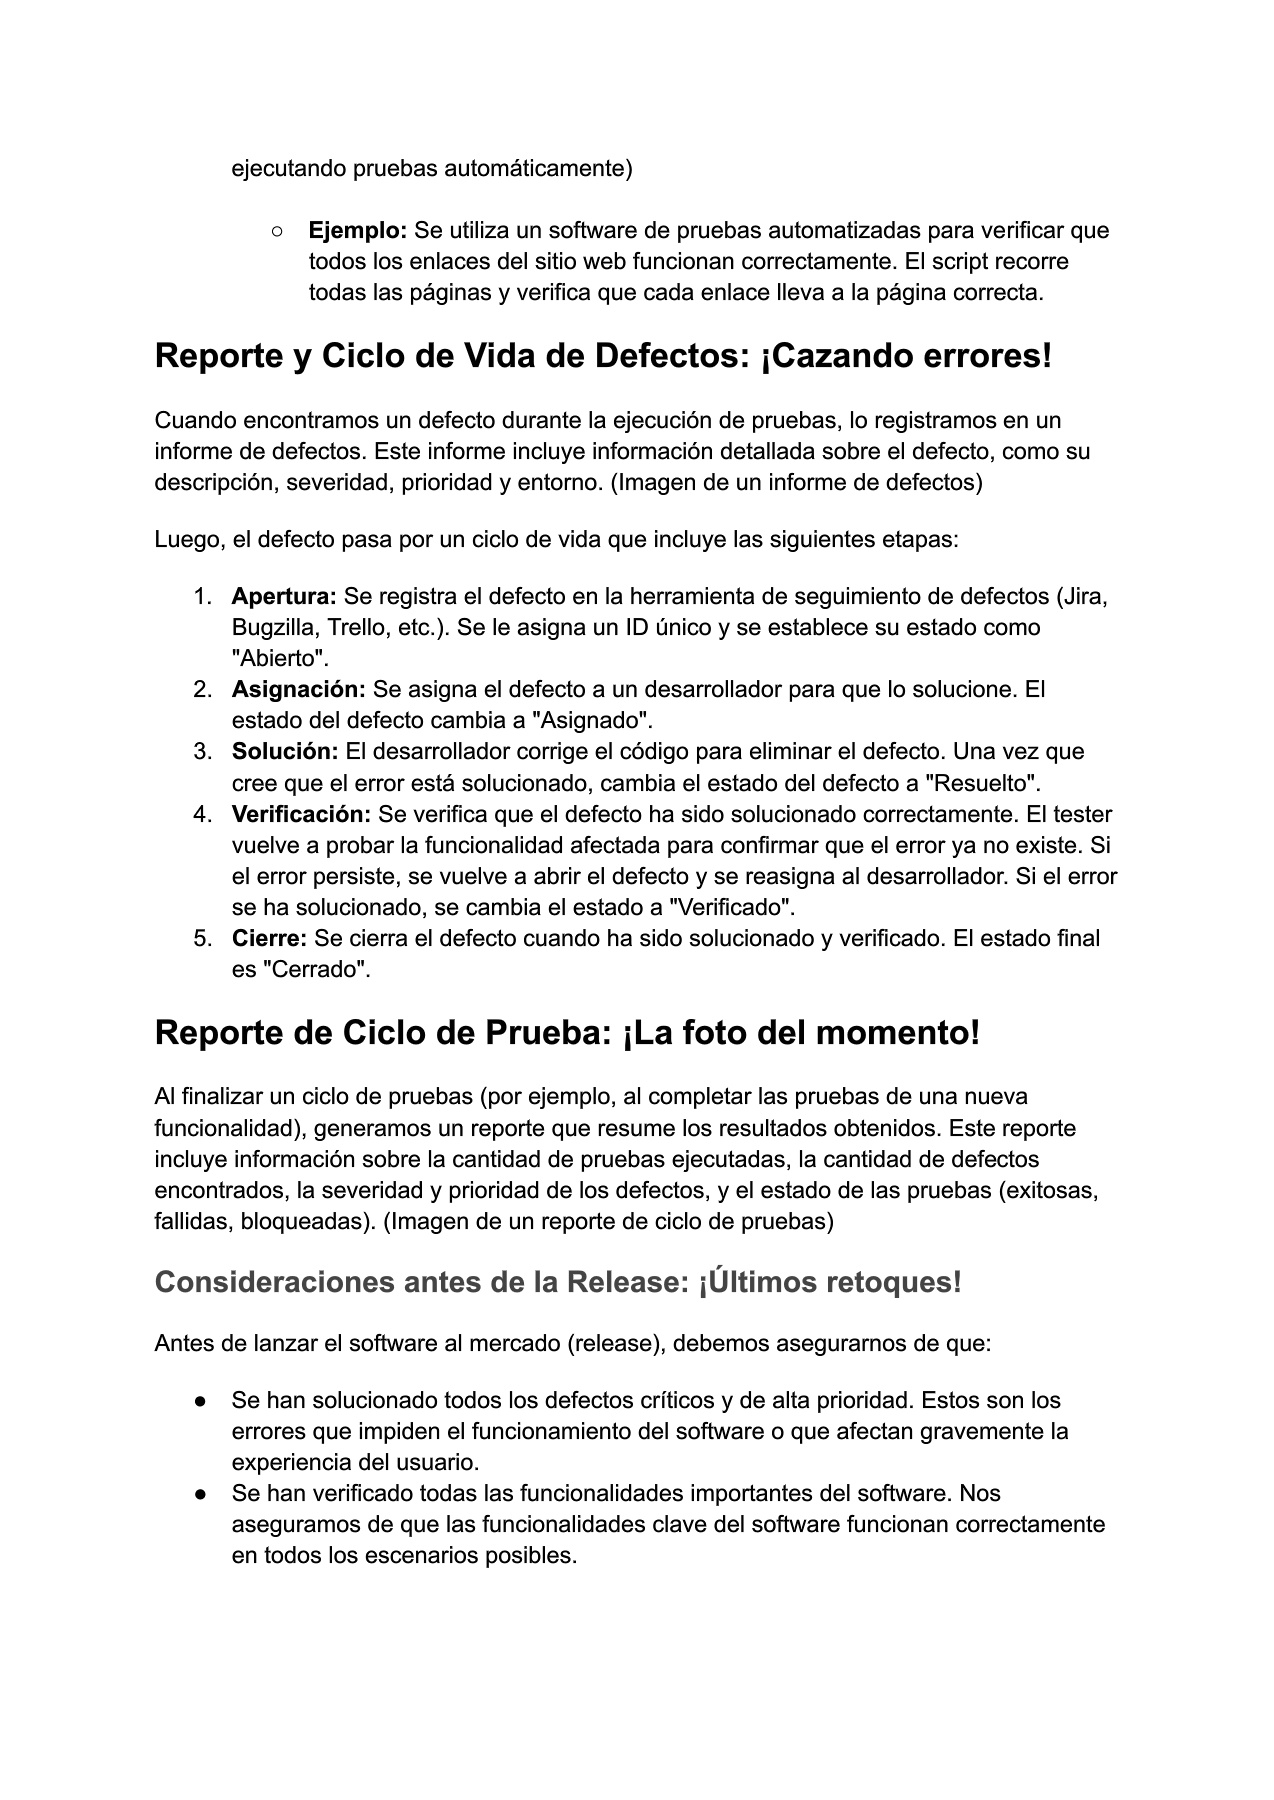 ejecutando pruebas automáticamente)
○ Ejemplo: Se utiliza un software de pruebas automatizadas para verificar que
todos los enlaces del sitio web funcionan correctamente. El script recorre
todas las páginas y verifica que cada enlace lleva a la página correcta.
Reporte y Ciclo de Vida de Defectos: ¡Cazando errores!
Cuando encontramos un defecto durante la ejecución de pruebas, lo registramos en un
informe de defectos. Este informe incluye información detallada sobre el defecto, como su
descripción, severidad, prioridad y entorno. (Imagen de un informe de defectos)
Luego, el defecto pasa por un ciclo de vida que incluye las siguientes etapas:
1. Apertura: Se registra el defecto en la herramienta de seguimiento de defectos (Jira,
Bugzilla, Trello, etc.). Se le asigna un ID único y se establece su estado como
"Abierto".
2. Asignación: Se asigna el defecto a un desarrollador para que lo solucione. El
estado del defecto cambia a "Asignado".
3. Solución: El desarrollador corrige el código para eliminar el defecto. Una vez que
cree que el error está solucionado, cambia el estado del defecto a "Resuelto".
4. Verificación: Se verifica que el defecto ha sido solucionado correctamente. El tester
vuelve a probar la funcionalidad afectada para confirmar que el error ya no existe. Si
el error persiste, se vuelve a abrir el defecto y se reasigna al desarrollador. Si el error
se ha solucionado, se cambia el estado a "Verificado".
5. Cierre: Se cierra el defecto cuando ha sido solucionado y verificado. El estado final
es "Cerrado".
Reporte de Ciclo de Prueba: ¡La foto del momento!
Al finalizar un ciclo de pruebas (por ejemplo, al completar las pruebas de una nueva
funcionalidad), generamos un reporte que resume los resultados obtenidos. Este reporte
incluye información sobre la cantidad de pruebas ejecutadas, la cantidad de defectos
encontrados, la severidad y prioridad de los defectos, y el estado de las pruebas (exitosas,
fallidas, bloqueadas). (Imagen de un reporte de ciclo de pruebas)
Consideraciones antes de la Release: ¡Últimos retoques!
Antes de lanzar el software al mercado (release), debemos asegurarnos de que:
● Se han solucionado todos los defectos críticos y de alta prioridad. Estos son los
errores que impiden el funcionamiento del software o que afectan gravemente la
experiencia del usuario.
● Se han verificado todas las funcionalidades importantes del software. Nos
aseguramos de que las funcionalidades clave del software funcionan correctamente
en todos los escenarios posibles.